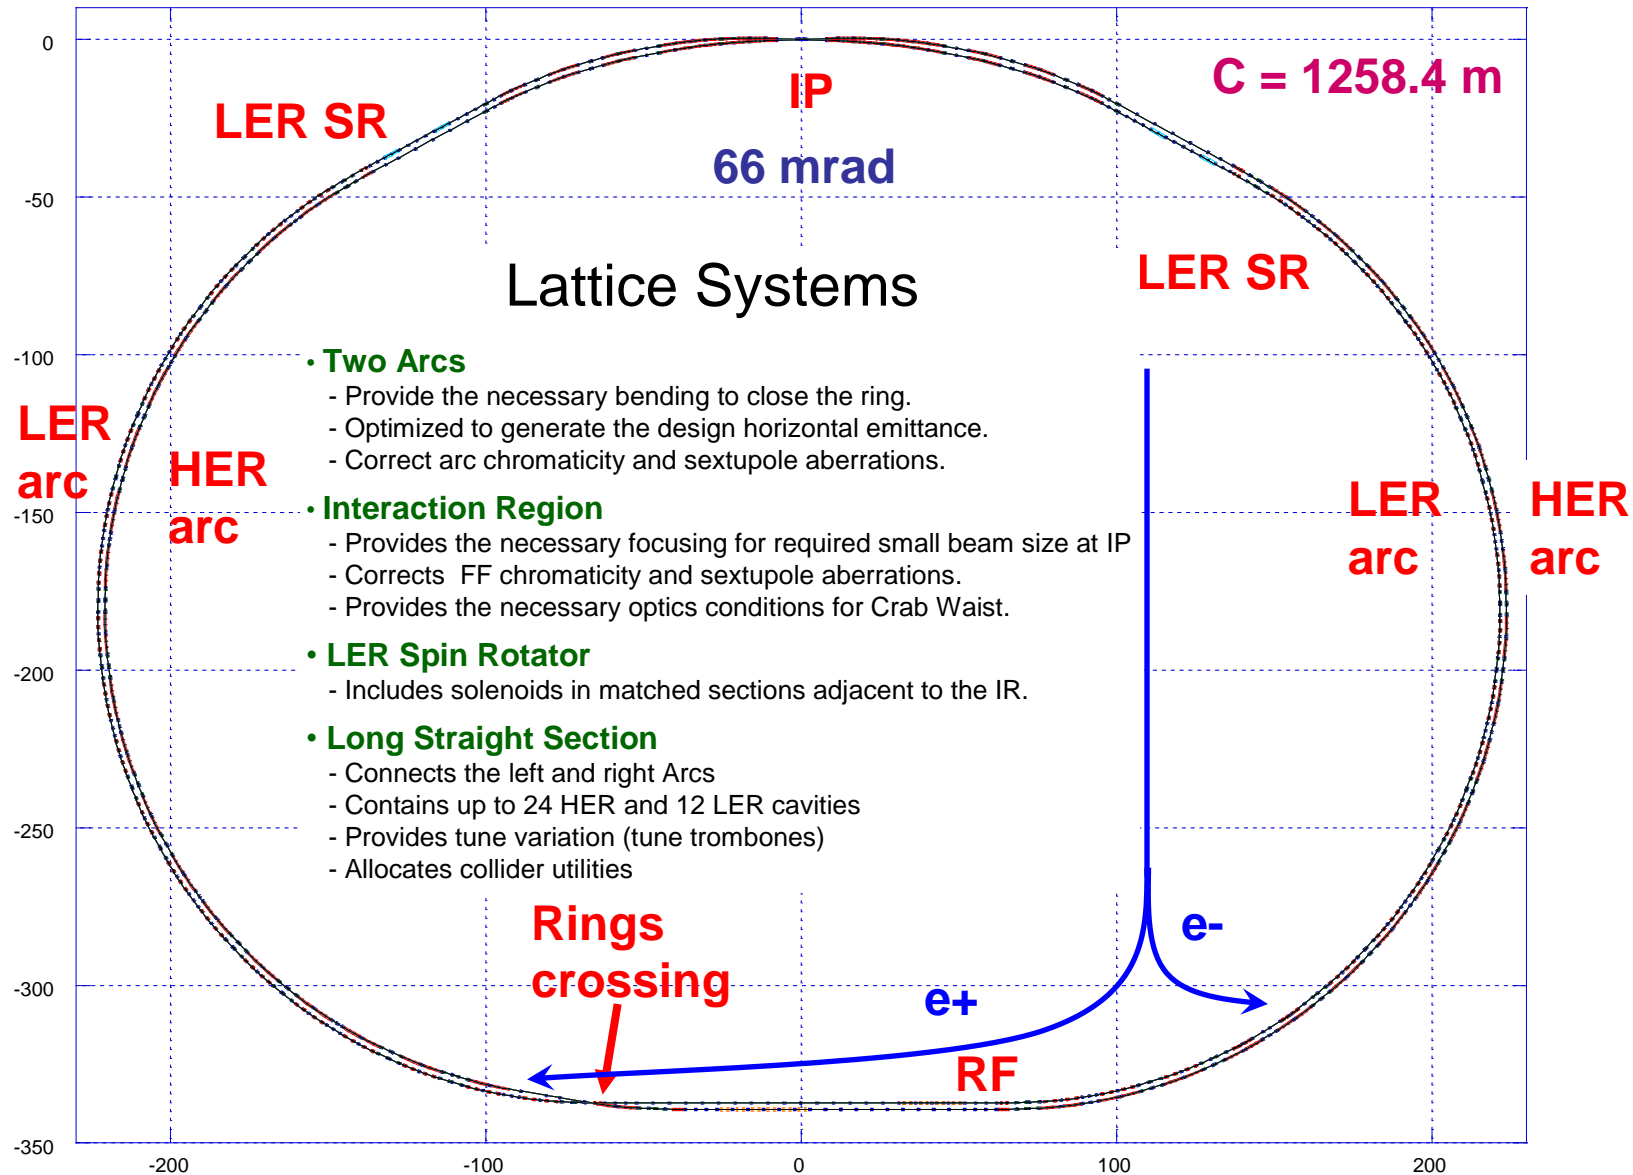 C = 1258.4 m
IP
LER SR
66 mrad
LER SR
Lattice Systems
• Two Arcs
- Provide the necessary bending to close the ring.
- Optimized to generate the design horizontal emittance.
- Correct arc chromaticity and sextupole aberrations.
• Interaction Region
- Provides the necessary focusing for required small beam size at IP
- Corrects FF chromaticity and sextupole aberrations.
- Provides the necessary optics conditions for Crab Waist.
• LER Spin Rotator
- Includes solenoids in matched sections adjacent to the IR.
• Long Straight Section
- Connects the left and right Arcs
- Contains up to 24 HER and 12 LER cavities
- Provides tune variation (tune trombones)
- Allocates collider utilities
LER
arc
HER
arc
LER
arc
HER
arc
Rings
crossing
e+
e-
RF
0
-50
-100
-150
-200
-250
-300
-350
-200
-100
0
100
200